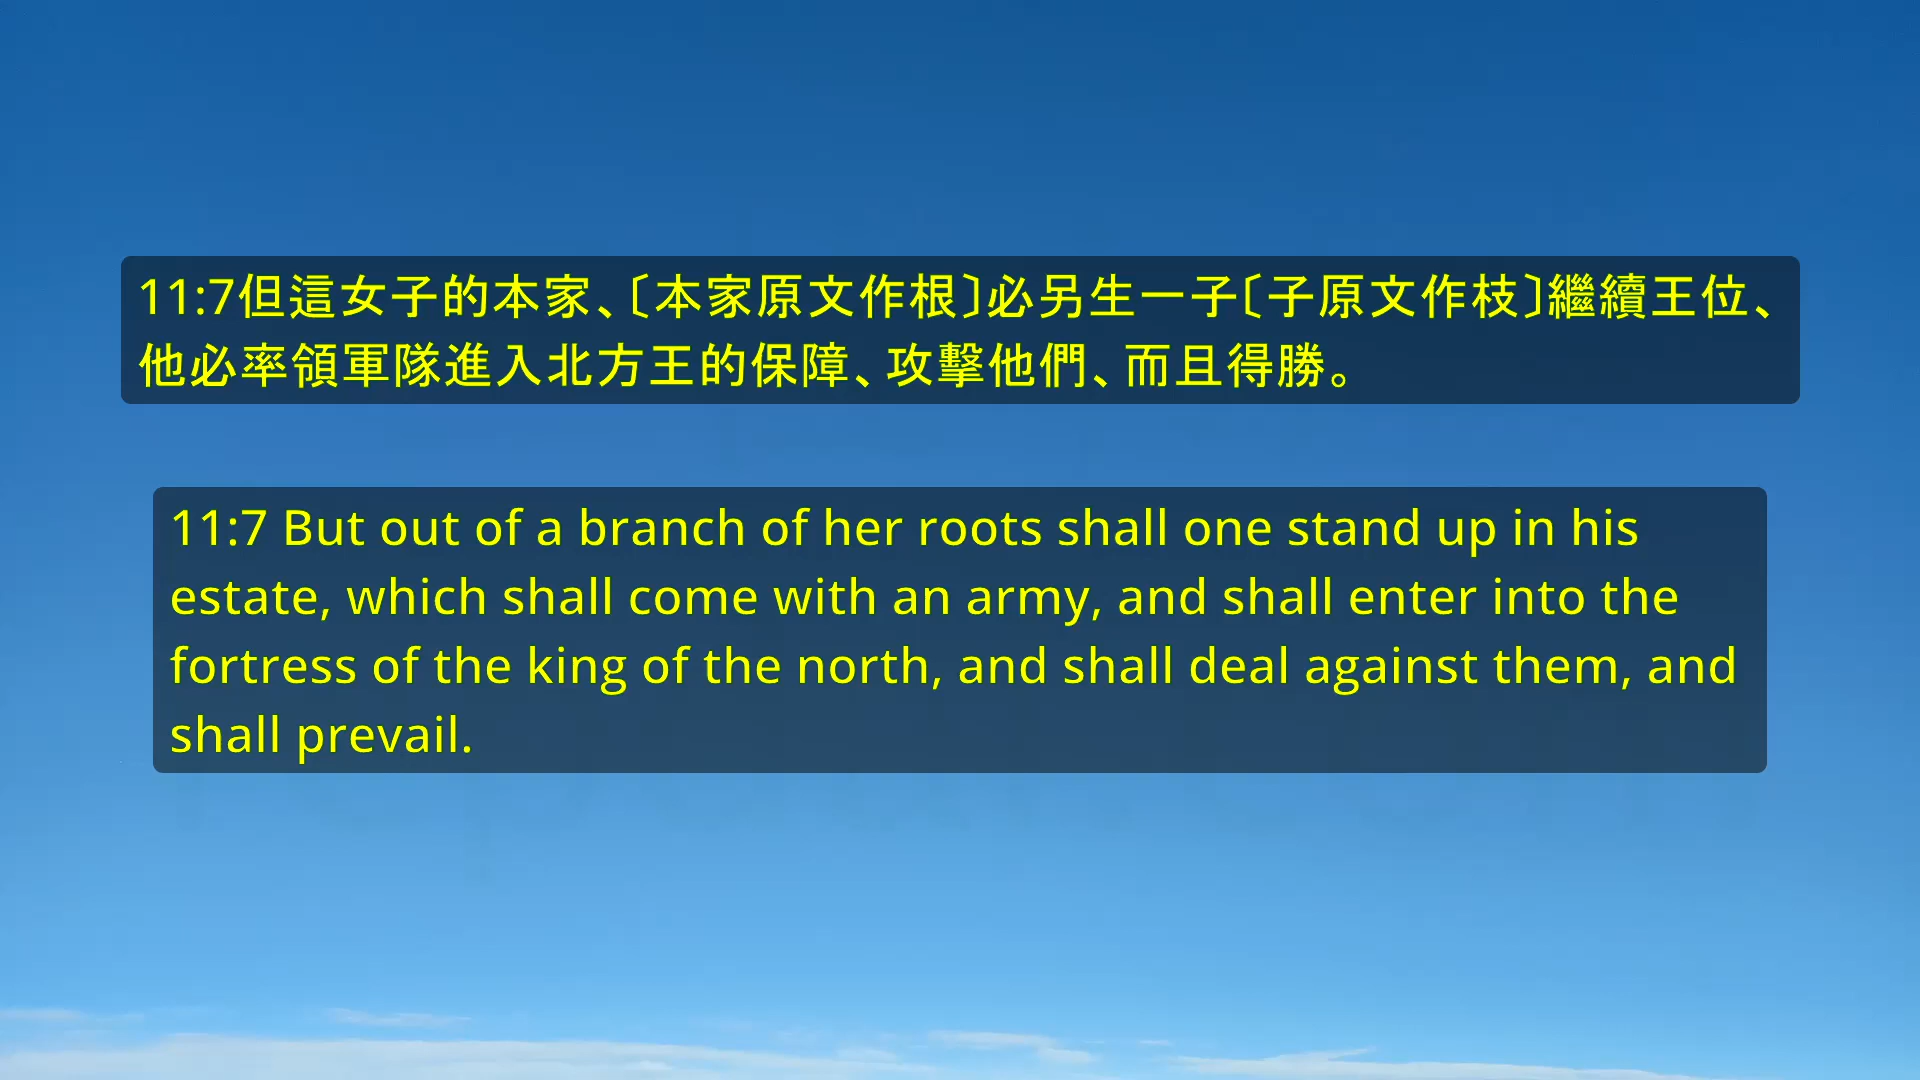 11:7但這女子的本家、〔本家原文作根〕必另生一子〔子原文作枝〕繼續王位、
他必率領軍隊進入北方王的保障、攻擊他們、而且得勝。
11:7 But out of a branch of her roots shall one stand up in his
estate, which shall come with an army, and shall enter into the
fortress of the king of the north, and shall deal against them, and
shall prevail.